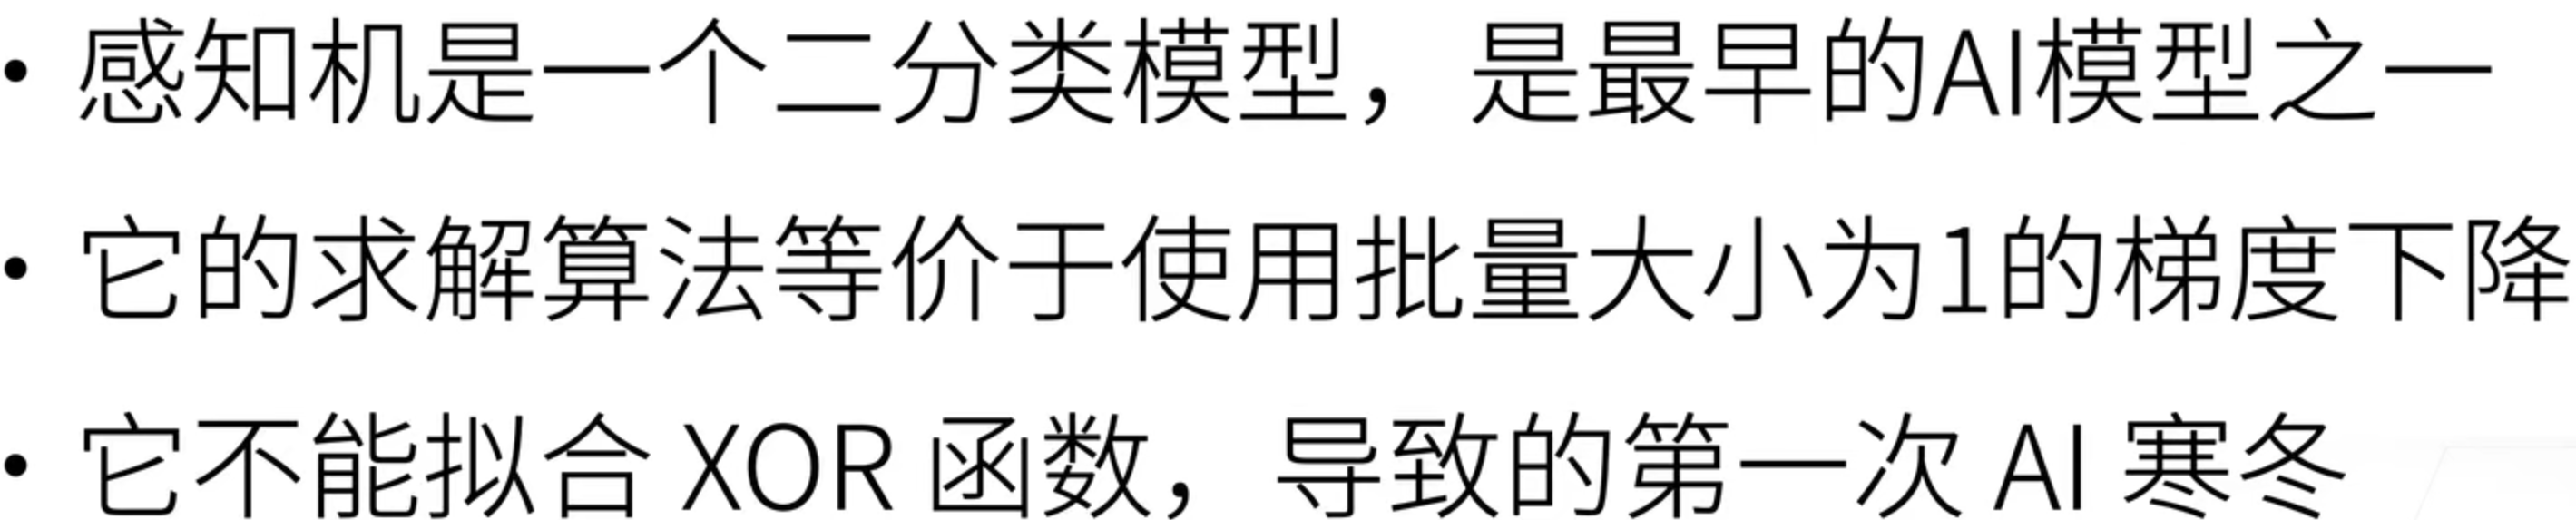 • 感知机是一个二分类模型，是最早的AI模型之一
• 它的求解算法等价于使用批量大小为1的梯度下降
• 它不能拟合 XOR 函数，导致的第一次 AI 寒冬